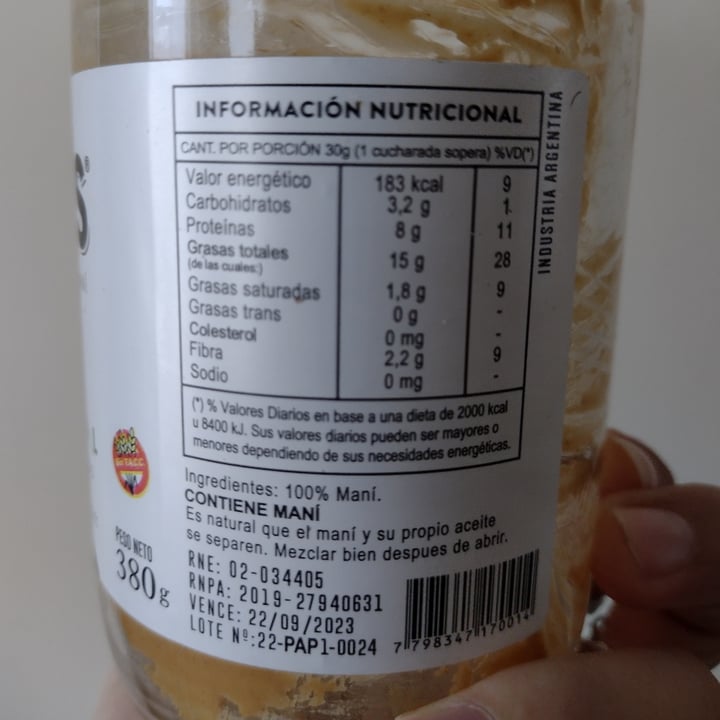 INFORMACIÓN NUTRICIONAL
CANT. POR PORCIÓN 30g (1 cucharada sopera) %VD(*)
Valor energético 183 kcal 9
Carbohidratos 3,2 g 1
Proteínas 8 g 11
Grasas totales 15 g 28
(de las cuales:)
Grasas saturadas 1,8 g 9
Grasas trans 0 g -
Colesterol 0 mg -
Fibra 2,2 g 9
Sodio 0 mg -
(*) % Valores Diarios en base a una dieta de 2000 kcal
u 8400 kJ. Sus valores diarios pueden ser mayores o
menores dependiendo de sus necesidades energéticas.
INDUSTRIA ARGENTINA
Ingredientes: 100% Maní.
CONTIENE MANÍ
Es natural que el maní y su propio aceite
se separen. Mezclar bien despues de abrir.
RNE: 02-034405
RNPA: 2019-27940631
VENCE: 22/09/2023
LOTE Nº:22-PAP1-0024
7 798347 170014
Sin T.A.C.C.
PESO NETO
380g
S®
L